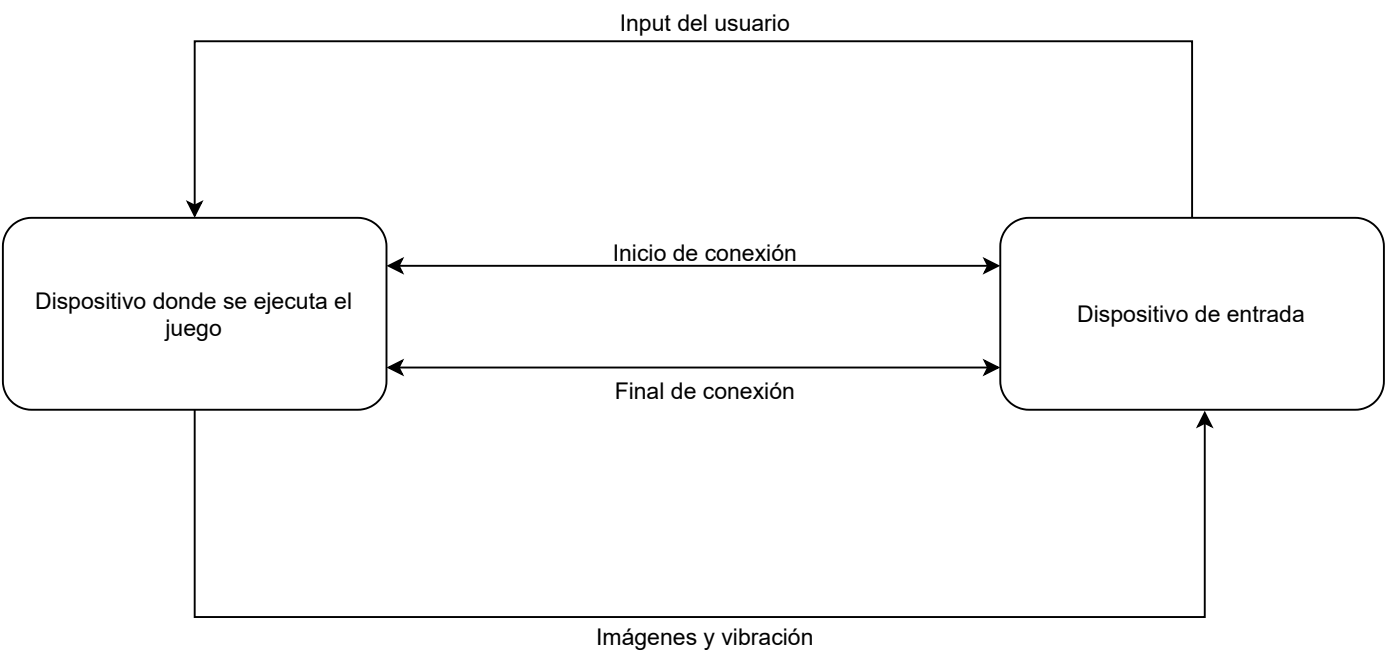 Input del usuario
Inicio de conexión
Dispositivo donde se ejecuta el
juego
Dispositivo de entrada
Final de conexión
Imágenes y vibración